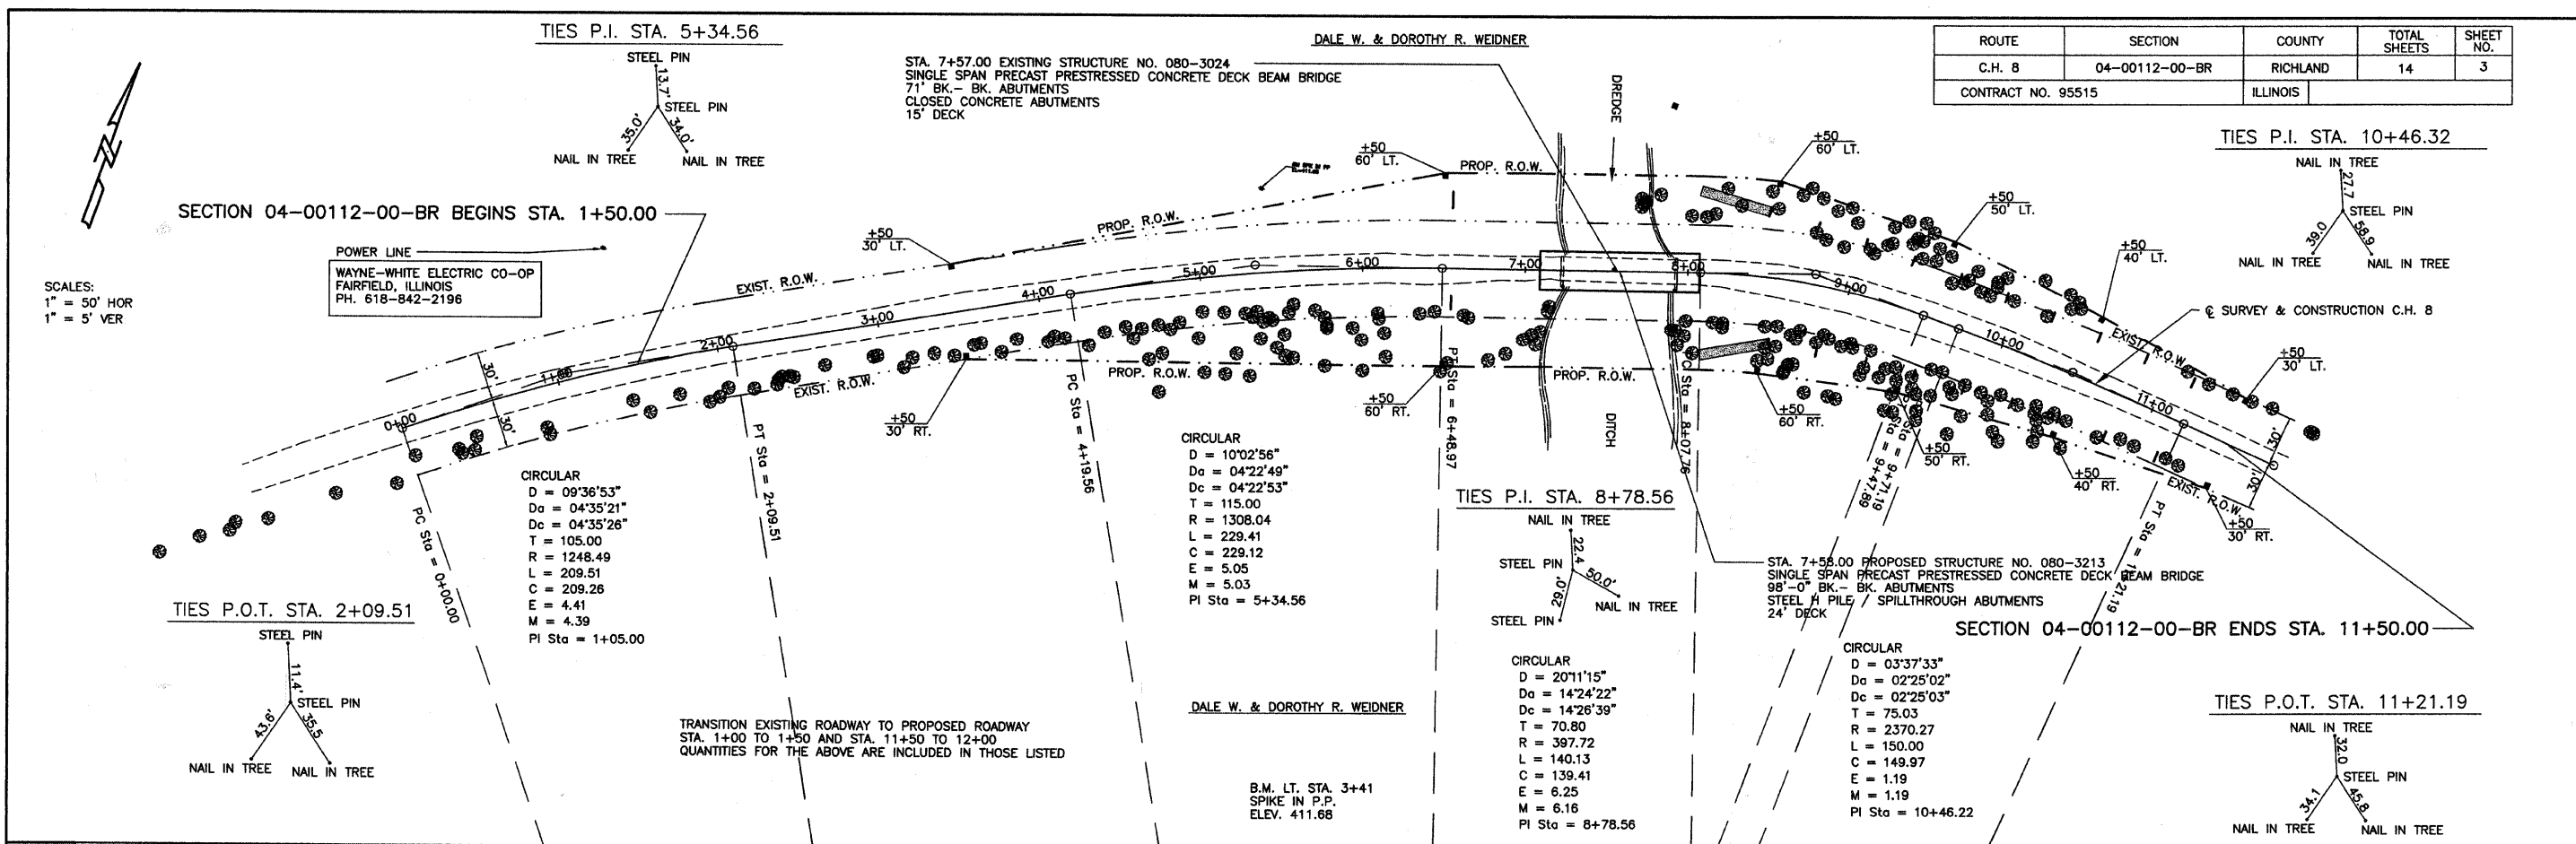 TIES P.I. STA. 5+34.56
STEEL PIN
13.7'
STEEL PIN
35.0'
34.0'
NAIL IN TREE
NAIL IN TREE
DALE W. & DOROTHY R. WEIDNER
STA. 7+57.00 EXISTING STRUCTURE NO. 080-3024
SINGLE SPAN PRECAST PRESTRESSED CONCRETE DECK BEAM BRIDGE
71' BK.- BK. ABUTMENTS
CLOSED CONCRETE ABUTMENTS
15' DECK
DREDGE
ROUTE SECTION COUNTY TOTAL SHEETS SHEET NO.
C.H. 8 04-00112-00-BR RICHLAND 14 3
CONTRACT NO. 95515 ILLINOIS
TIES P.I. STA. 10+46.32
NAIL IN TREE
27.7
STEEL PIN
39.0
58.9
NAIL IN TREE
NAIL IN TREE
SECTION 04-00112-00-BR BEGINS STA. 1+50.00
POWER LINE
WAYNE-WHITE ELECTRIC CO-OP
FAIRFIELD, ILLINOIS
PH. 618-842-2196
SCALES:
1" = 50' HOR
1" = 5' VER
+50
30' LT.
+50
60' LT.
+50
60' LT.
+50
50' LT.
+50
40' LT.
+50
30' LT.
PROP. R.O.W.
PROP. R.O.W.
EXIST. R.O.W.
EXIST. R.O.W.
℄ SURVEY & CONSTRUCTION C.H. 8
0+00
1+00
2+00
3+00
4+00
5+00
6+00
7+00
8+00
9+00
10+00
11+00
30'
30'
30'
30'
EXIST. R.O.W.
PROP. R.O.W.
PROP. R.O.W.
EXIST. R.O.W.
+50
30' RT.
+50
60' RT.
+50
60' RT.
+50
50' RT.
+50
40' RT.
+50
30' RT.
DITCH
PC Sta = 0+00.00
PT Sta = 2+09.51
PC Sta = 4+19.56
PT Sta = 6+48.97
PC Sta = 8+07.76
Sta = 9+47.89
Sta = 9+71.19
PT Sta = 11+21.19
CIRCULAR
D = 09°36'53"
Da = 04°35'21"
Dc = 04°35'26"
T = 105.00
R = 1248.49
L = 209.51
C = 209.26
E = 4.41
M = 4.39
PI Sta = 1+05.00
CIRCULAR
D = 10°02'56"
Da = 04°22'49"
Dc = 04°22'53"
T = 115.00
R = 1308.04
L = 229.41
C = 229.12
E = 5.05
M = 5.03
PI Sta = 5+34.56
TIES P.I. STA. 8+78.56
NAIL IN TREE
22.4
STEEL PIN
50.0'
29.0'
NAIL IN TREE
STEEL PIN
STA. 7+58.00 PROPOSED STRUCTURE NO. 080-3213
SINGLE SPAN PRECAST PRESTRESSED CONCRETE DECK BEAM BRIDGE
98'-0" BK.- BK. ABUTMENTS
STEEL H PILE / SPILLTHROUGH ABUTMENTS
24' DECK
SECTION 04-00112-00-BR ENDS STA. 11+50.00
TIES P.O.T. STA. 2+09.51
STEEL PIN
11.4'
STEEL PIN
43.6'
35.5
NAIL IN TREE
NAIL IN TREE
TRANSITION EXISTING ROADWAY TO PROPOSED ROADWAY
STA. 1+00 TO 1+50 AND STA. 11+50 TO 12+00
QUANTITIES FOR THE ABOVE ARE INCLUDED IN THOSE LISTED
DALE W. & DOROTHY R. WEIDNER
B.M. LT. STA. 3+41
SPIKE IN P.P.
ELEV. 411.68
CIRCULAR
D = 20°11'15"
Da = 14°24'22"
Dc = 14°26'39"
T = 70.80
R = 397.72
L = 140.13
C = 139.41
E = 6.25
M = 6.16
PI Sta = 8+78.56
CIRCULAR
D = 03°37'33"
Da = 02°25'02"
Dc = 02°25'03"
T = 75.03
R = 2370.27
L = 150.00
C = 149.97
E = 1.19
M = 1.19
PI Sta = 10+46.22
TIES P.O.T. STA. 11+21.19
NAIL IN TREE
32.0
STEEL PIN
34.1
45.8
NAIL IN TREE
NAIL IN TREE